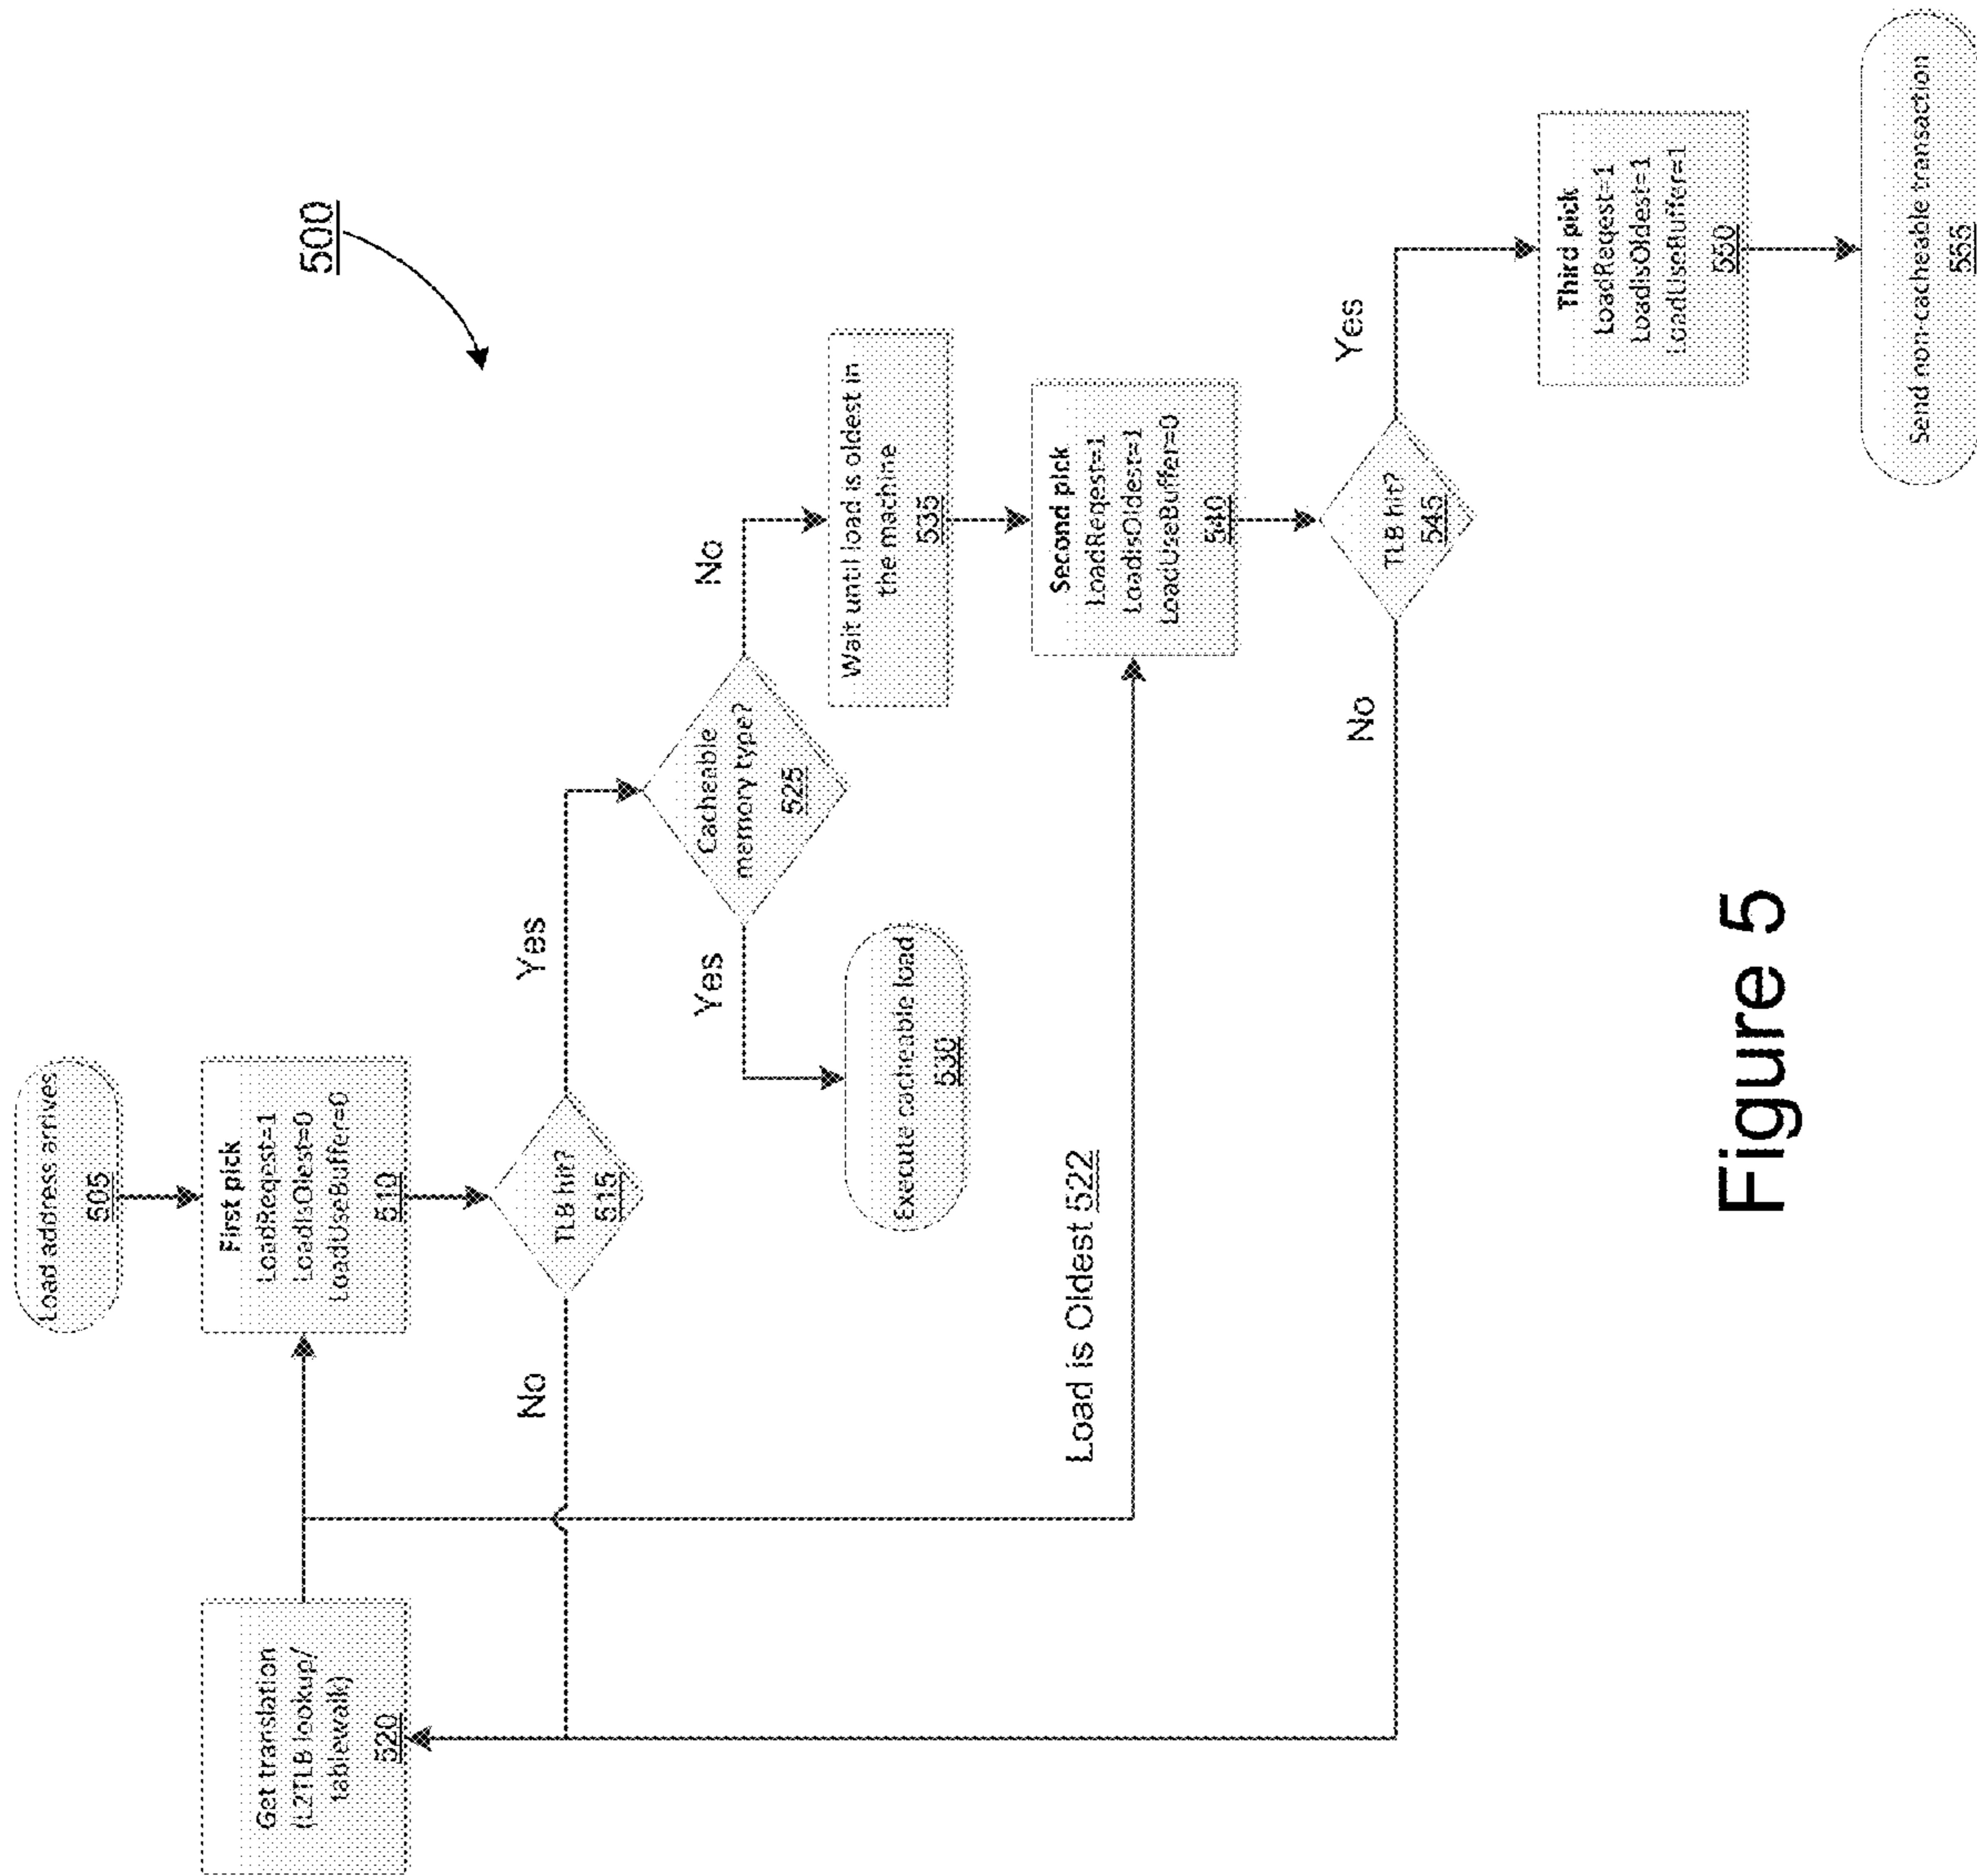 500
Load address arrives
505
First pick
LoadReqest=1
LoadIsOldest=0
LoadUseBuffer=0
510
Get translation
(L2TLB lookup/
tablewalk)
520
TLB hit?
515
No
Yes
Cacheable
memory type?
525
Yes
No
Execute cacheable load
530
Wait until load is oldest in
the machine
535
Load is Oldest 522
Second pick
LoadReqest=1
LoadIsOldest=1
LoadUseBuffer=0
540
TLB hit?
545
No
Yes
Third pick
LoadReqest=1
LoadIsOldest=1
LoadUseBuffer=1
550
Send non-cacheable transaction
555
Figure 5